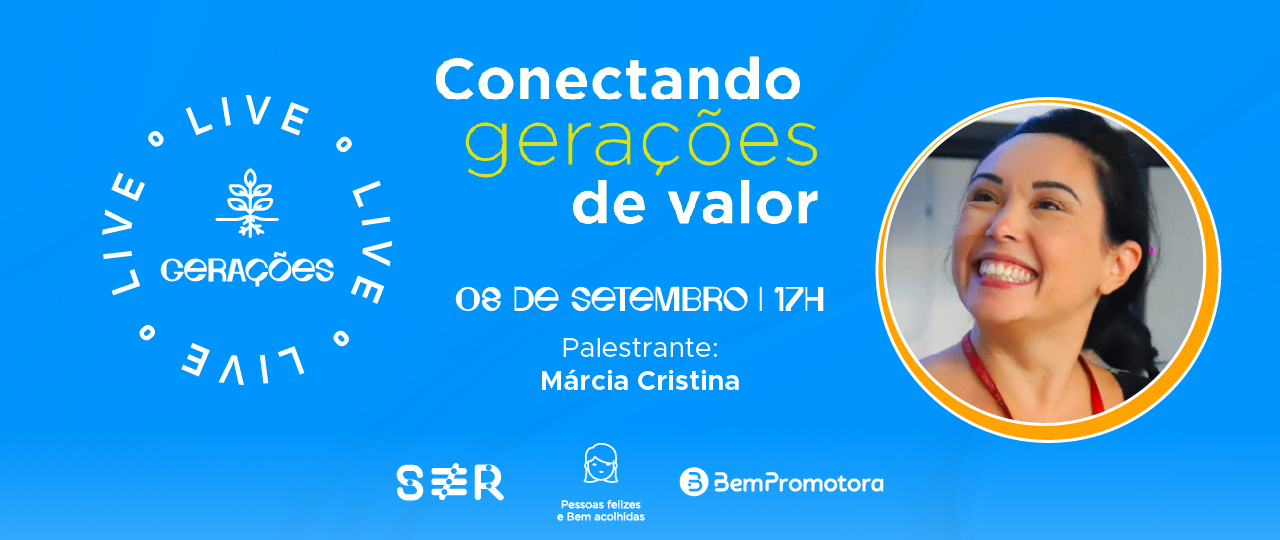 LIVE
LIVE
LIVE
LIVE
GERAÇÕES
Conectando
gerações
de valor
08 DE SETEMBRO | 17H
Palestrante:
Márcia Cristina
SER
Pessoas felizes
e Bem acolhidas
B BemPromotora